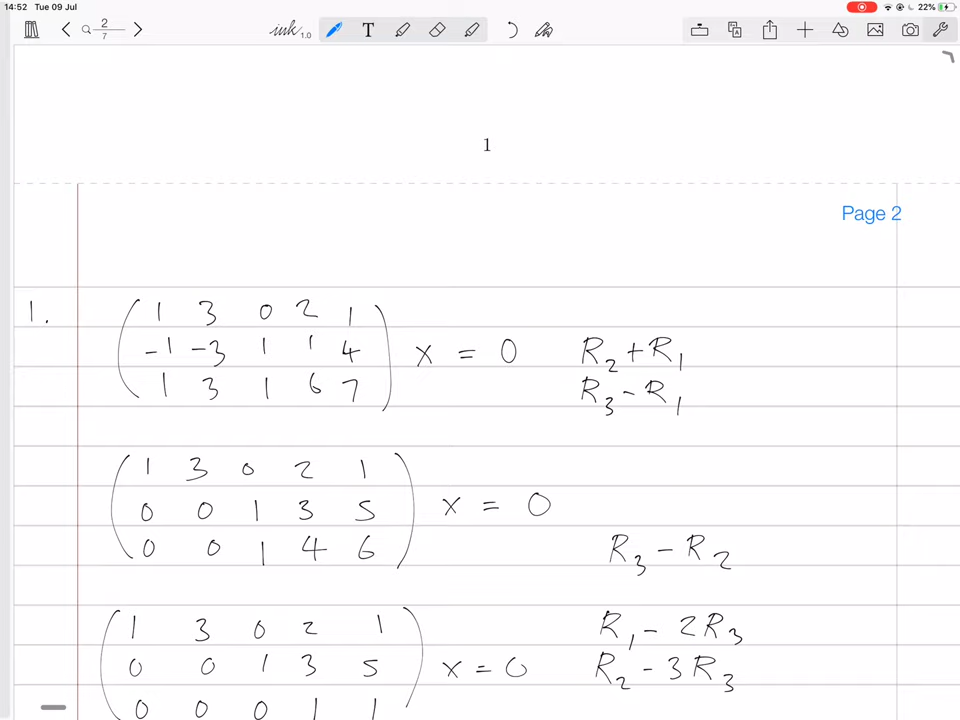 14:52 Tue 09 Jul 22%
2
7
ink 1.0 T
1
Page 2
1. 1 3 0 2 1
-1 -3 1 1 4 x = 0 R2 + R1
1 3 1 6 7 R3 - R1
1 3 0 2 1
0 0 1 3 5 x = 0
0 0 1 4 6 R3 - R2
1 3 0 2 1 R1 - 2R3
0 0 1 3 5 x = 0 R2 - 3R3
0 0 0 1 1